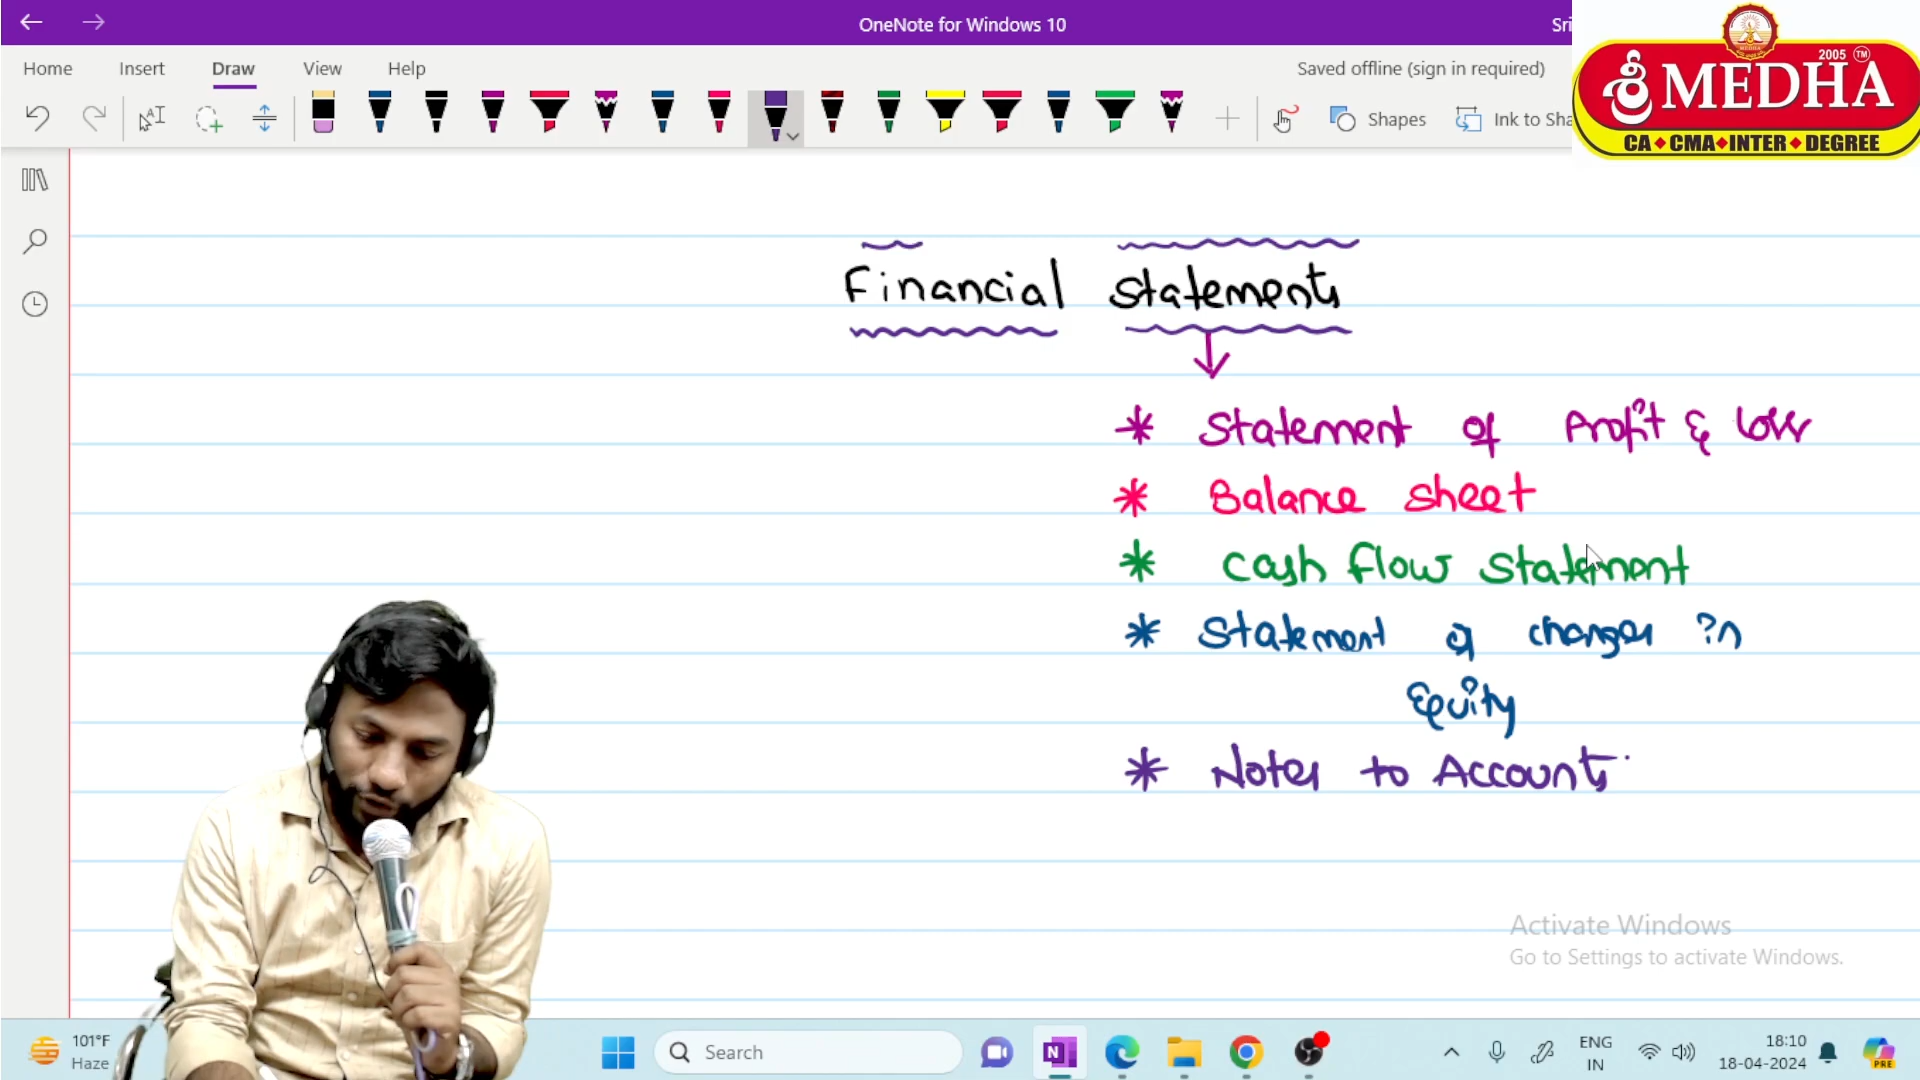 OneNote for Windows 10
Sri
Home Insert Draw View Help
Saved offline (sign in required)
Shapes
Ink to Sha
2005 TM
MEDHA
CA CMA INTER DEGREE
Financial Statements
* Statement of Profit & Loss
* Balance Sheet
* Cash flow Statement
* Statement of changes in
Equity
* Notes to Accounts
Activate Windows
Go to Settings to activate Windows.
101°F
Haze
Search
ENG
IN
18:10
18-04-2024
PRE